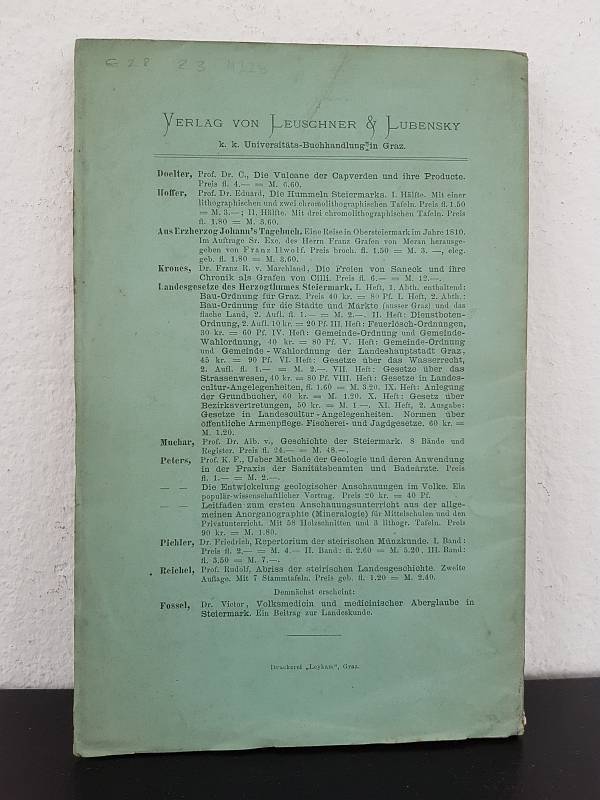 VERLAG VON LEUSCHNER & LUBENSKY
k. k. Universitäts-Buchhandlung in Graz.
Doelter, Prof. Dr. C., Die Vulcane der Capverden und ihre Producte.
Preis fl. 4.— = M. 6.60.
Hoffer, Prof. Dr. Eduard, Die Hummeln Steiermarks. I. Hälfte. Mit einer
lithographischen und zwei chromolithographischen Tafeln. Preis fl. 1.50
= M. 3.—; II. Hälfte. Mit drei chromolithographischen Tafeln. Preis
fl. 1.80 = M. 3.60.
Aus Erzherzog Johann's Tagebuch. Eine Reise in Obersteiermark im Jahre 1810.
Im Auftrage Sr. Exc. des Herrn Franz Grafen von Meran herausge-
geben von Franz Ilwolf. Preis broch. fl. 1.50 = M. 3. —, eleg.
geb. fl. 1.80 = M. 3.60.
Krones, Dr. Franz R. v. Marchland, Die Freien von Saneck und ihre
Chronik als Grafen von Cilli. Preis fl. 6.— = M. 12.—.
Landesgesetze des Herzogthumes Steiermark, I. Heft, 1. Abth. enthaltend:
Bau-Ordnung für Graz. Preis 40 kr. = 80 Pf. I. Heft, 2. Abth.:
Bau-Ordnung für die Städte und Märkte (ausser Graz) und das
flache Land, 2. Aufl. fl. 1.— = M. 2.—. II. Heft: Dienstboten-
Ordnung, 2. Aufl. 10 kr. = 20 Pf. III. Heft: Feuerlösch-Ordnungen,
30 kr. = 60 Pf. IV. Heft: Gemeinde-Ordnung und Gemeinde-
Wahlordnung, 40 kr. = 80 Pf. V. Heft: Gemeinde-Ordnung
und Gemeinde-Wahlordnung der Landeshauptstadt Graz,
45 kr. = 90 Pf. VI. Heft: Gesetze über das Wasserrecht,
2. Aufl. fl. 1.— = M. 2.—. VII. Heft: Gesetze über das
Strassenwesen, 40 kr. = 80 Pf. VIII. Heft: Gesetze in Landes-
cultur-Angelegenheiten, fl. 1.60 = M. 3.20. IX. Heft: Anlegung
der Grundbücher, 60 kr. = M. 1.20. X. Heft: Gesetz über
Bezirksvertretungen, 50 kr. = M. 1 —. XI. Heft, 2. Ausgabe:
Gesetze in Landescultur-Angelegenheiten. Normen über
öffentliche Armenpflege. Fischerei- und Jagdgesetze. 60 kr. =
M. 1.20.
Muchar, Prof. Dr. Alb. v., Geschichte der Steiermark. 8 Bände und
Register. Preis fl. 24.— = M. 48.—.
Peters, Prof. K. F., Ueber Methode der Geologie und deren Anwendung
in der Praxis der Sanitätsbeamten und Badeärzte. Preis
fl. 1.— = M. 2.—.
— — Die Entwickelung geologischer Anschauungen im Volke. Ein
populär-wissenschaftlicher Vortrag. Preis 20 kr. = 40 Pf.
— — Leitfaden zum ersten Anschauungsunterricht aus der allge-
meinen Anorganographie (Mineralogie) für Mittelschulen und den
Privatunterricht. Mit 58 Holzschnitten und 3 lithogr. Tafeln. Preis
90 kr. = M. 1.80.
Pichler, Dr. Friedrich, Repertorium der steirischen Münzkunde. I. Band:
Preis fl. 2.— = M. 4.— II. Band: fl. 2.60 = M. 5.20. III. Band:
fl. 3.50 = M. 7.—.
Reichel, Prof. Rudolf, Abriss der steirischen Landesgeschichte. Zweite
Auflage. Mit 7 Stammtafeln. Preis geb. fl. 1.20 = M. 2.40.
Demnächst erscheint:
Fossel, Dr. Victor, Volksmedicin und medicinischer Aberglaube in
Steiermark. Ein Beitrag zur Landeskunde.
Druckerei „Leykam“, Graz.